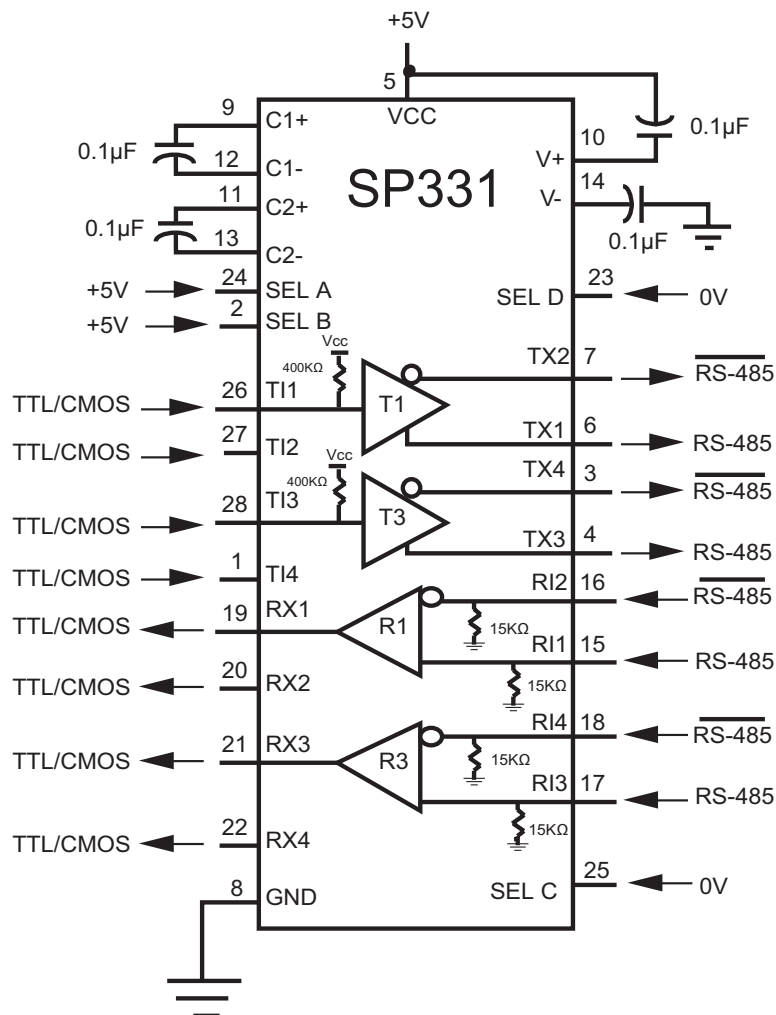 +5V
5
VCC
9
C1+
0.1µF
12
C1-
11
C2+
0.1µF
13
C2-
24
+5V
SEL A
2
+5V
SEL B
SP331
10
V+
0.1µF
14
V-
0.1µF
23
SEL D
0V
Vcc
400KΩ
TTL/CMOS
26
TI1
T1
TX2
7
RS-485
TX1
6
RS-485
TTL/CMOS
27
TI2
Vcc
400KΩ
TTL/CMOS
28
TI3
T3
TX4
3
RS-485
TX3
4
RS-485
TTL/CMOS
1
TI4
TTL/CMOS
19
RX1
R1
15KΩ
RI2
16
RS-485
15KΩ
RI1
15
RS-485
TTL/CMOS
20
RX2
TTL/CMOS
21
RX3
R3
15KΩ
RI4
18
RS-485
15KΩ
RI3
17
RS-485
TTL/CMOS
22
RX4
8
GND
SEL C
25
0V